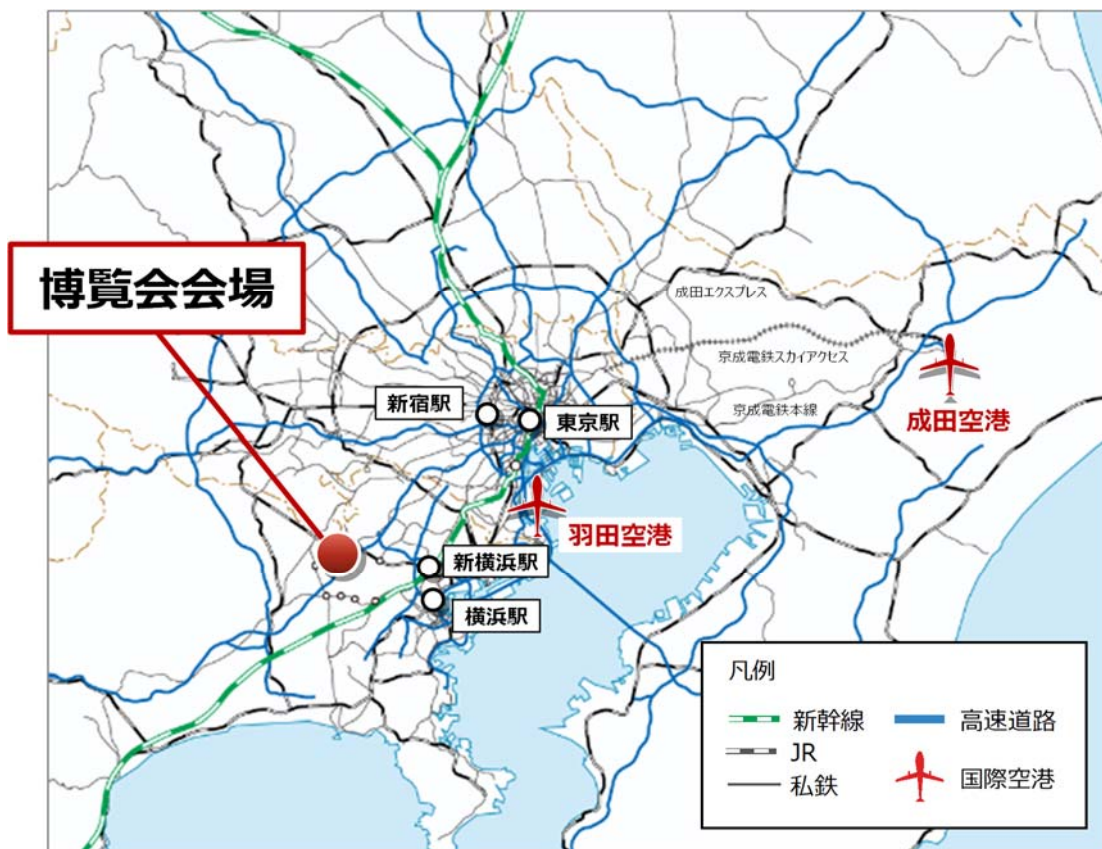 博覧会会場
成田エクスプレス
京成電鉄スカイアクセス
京成電鉄本線
成田空港
新宿駅
東京駅
羽田空港
新横浜駅
横浜駅
凡例
新幹線
JR
私鉄
高速道路
国際空港